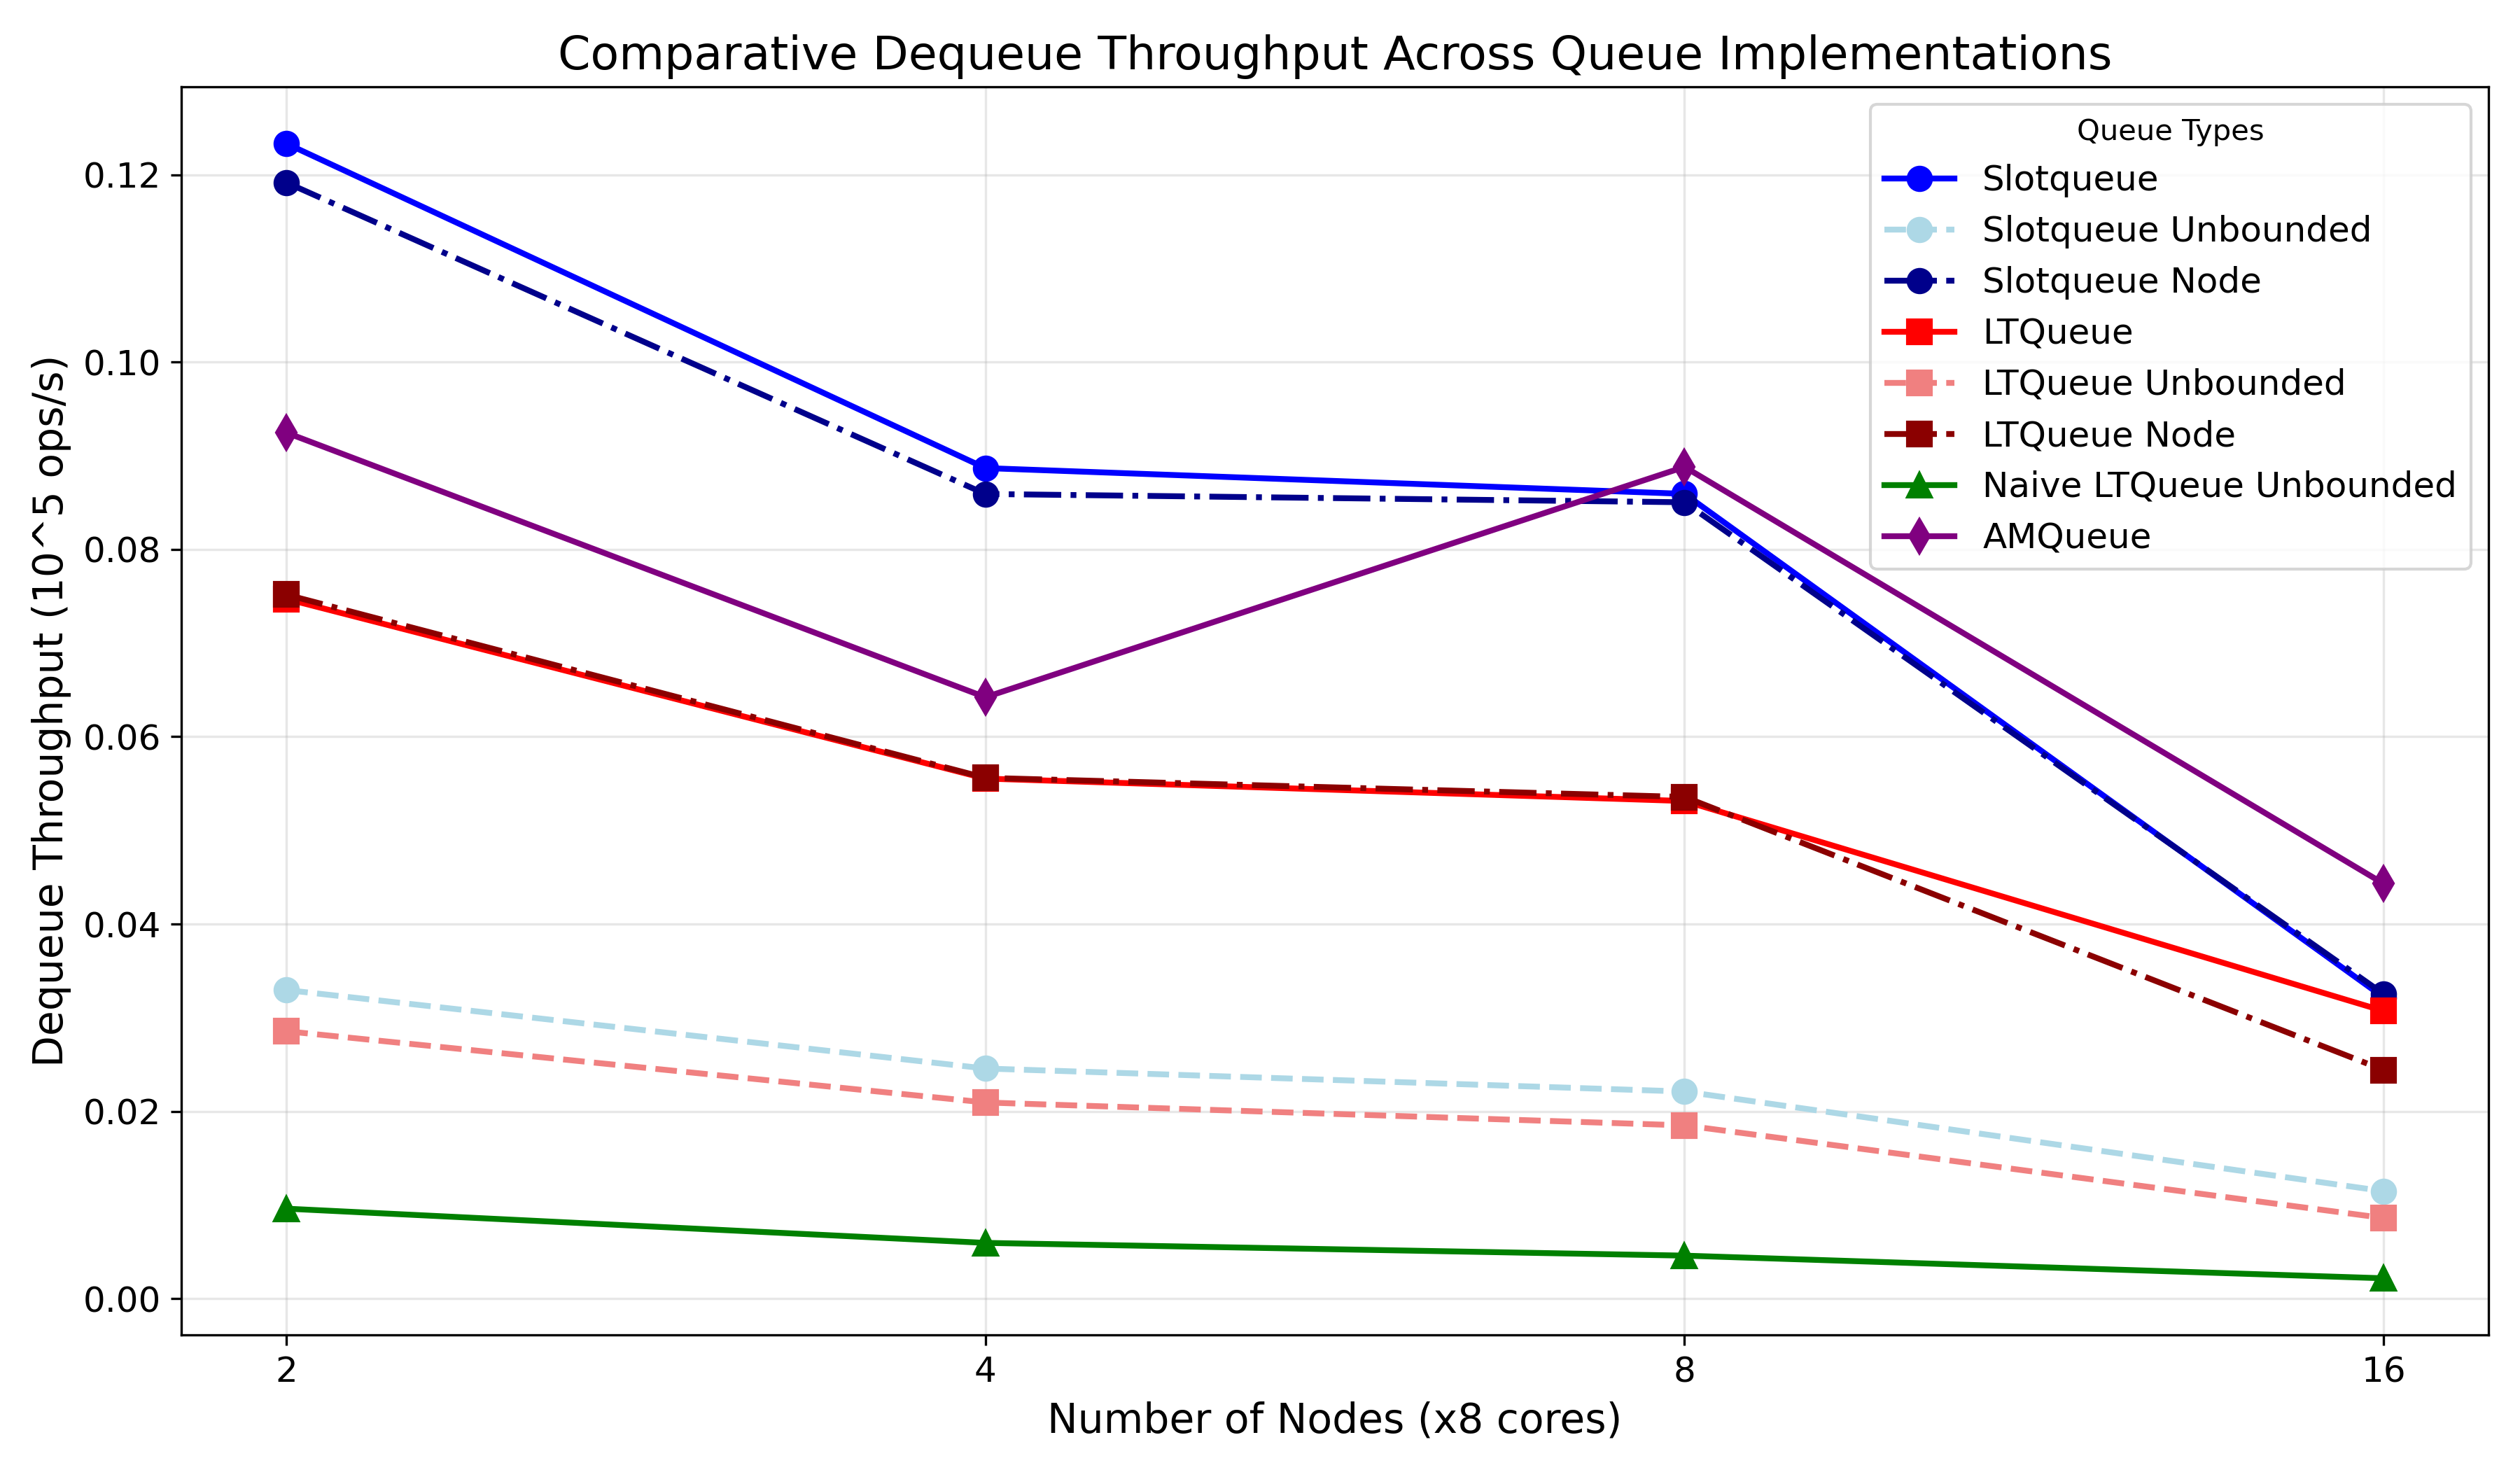 Comparative Dequeue Throughput Across Queue Implementations
Dequeue Throughput (10^5 ops/s)
0.12
0.10
0.08
0.06
0.04
0.02
0.00
Queue Types
Slotqueue
Slotqueue Unbounded
Slotqueue Node
LTQueue
LTQueue Unbounded
LTQueue Node
Naive LTQueue Unbounded
AMQueue
2
4
8
16
Number of Nodes (x8 cores)